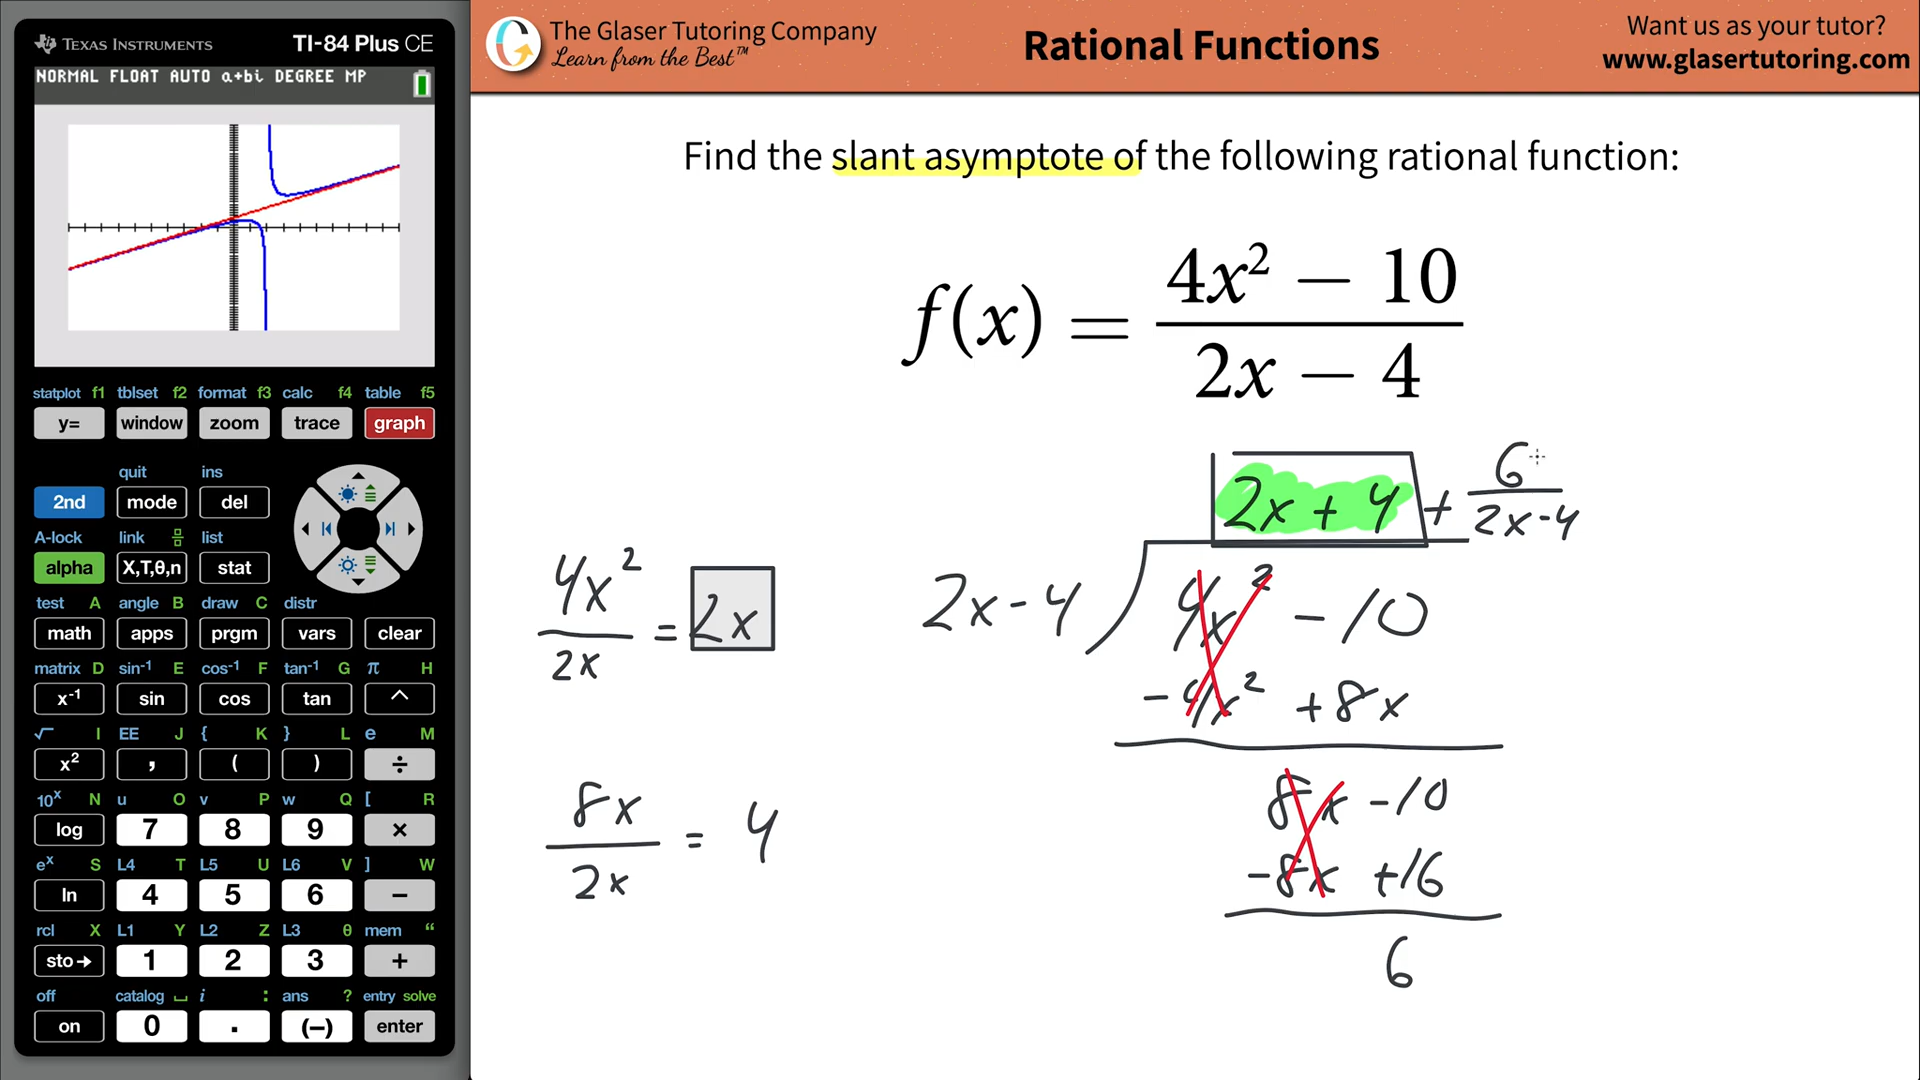 TEXAS INSTRUMENTS TI-84 Plus CE
NORMAL FLOAT AUTO a+bi DEGREE MP
statplot f1 tblset f2 format f3 calc f4 table f5
y= window zoom trace graph
quit ins
2nd mode del
A-lock link list
alpha X,T,θ,n stat
test A angle B draw C distr
math apps prgm vars clear
matrix D sin⁻¹ E cos⁻¹ F tan⁻¹ G π H
x⁻¹ sin cos tan ^
√ I EE J { K } L e M
x² , ( ) ÷
10ˣ N u O v P w Q [ R
log 7 8 9 ×
eˣ S L4 T L5 U L6 V ] W
ln 4 5 6 −
rcl X L1 Y L2 Z L3 θ mem “
sto→ 1 2 3 +
off catalog ⎵ i : ans ? entry solve
on 0 . (−) enter
The Glaser Tutoring Company
Learn from the Best™
Rational Functions
Want us as your tutor?
www.glasertutoring.com
Find the slant asymptote of the following rational function:
f(x) = (4x² − 10)/(2x − 4)
4x²/2x = 2x
8x/2x = 4
2x + 4 + 6/(2x-4)
2x - 4 ) 4x² - 10
-4x² + 8x
8x - 10
-8x +16
6